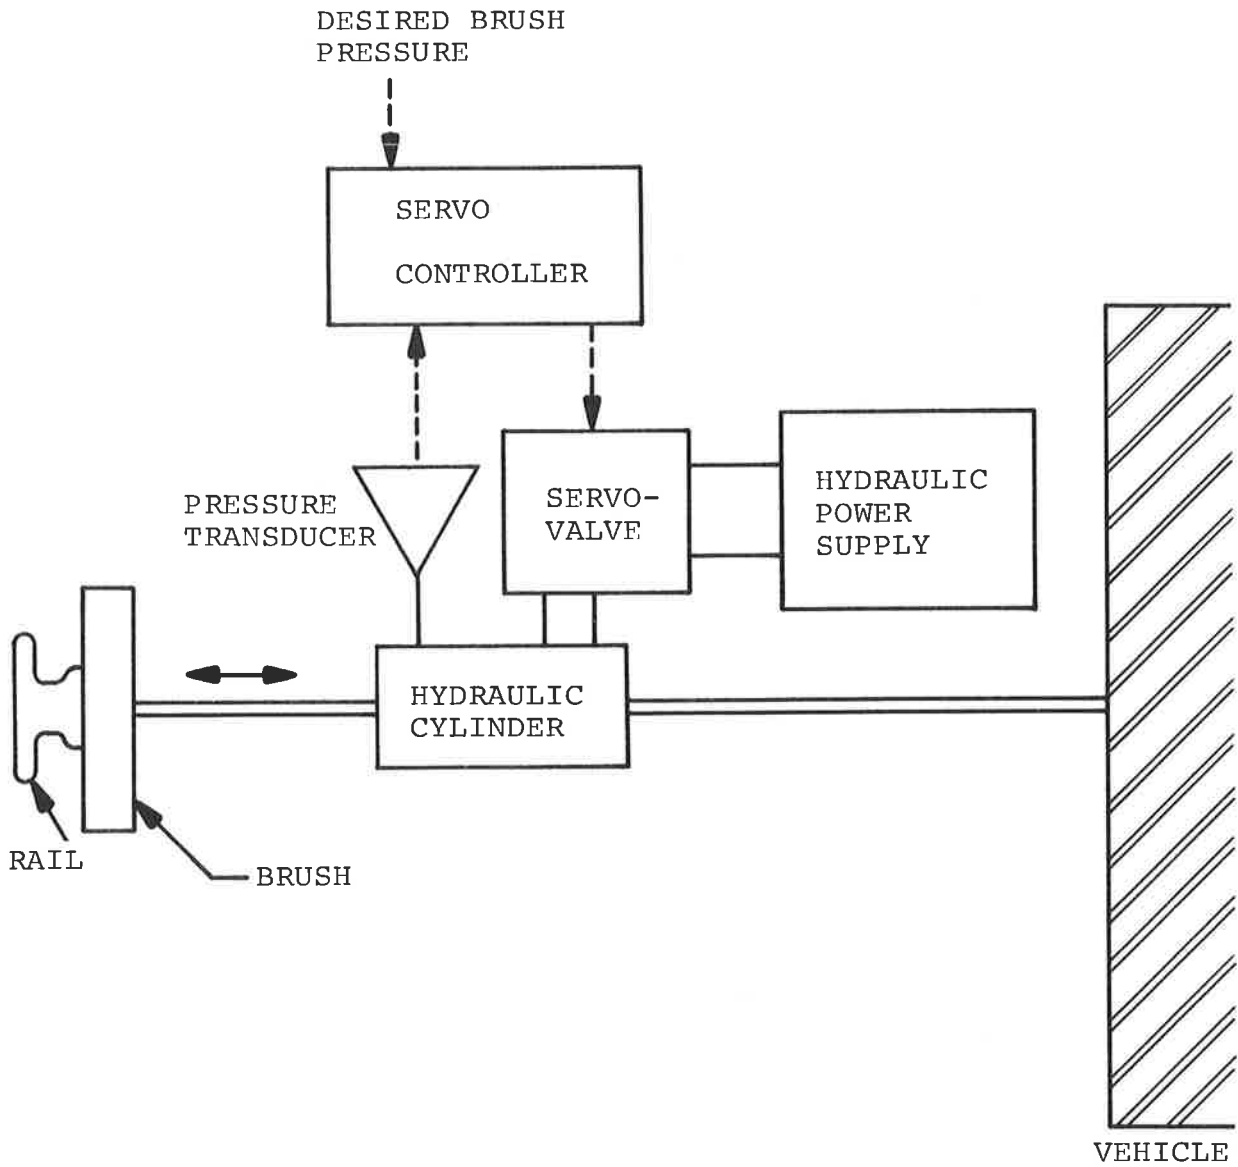 DESIRED BRUSH
PRESSURE
SERVO
CONTROLLER
PRESSURE
TRANSDUCER
SERVO-
VALVE
HYDRAULIC
POWER
SUPPLY
HYDRAULIC
CYLINDER
RAIL
BRUSH
VEHICLE